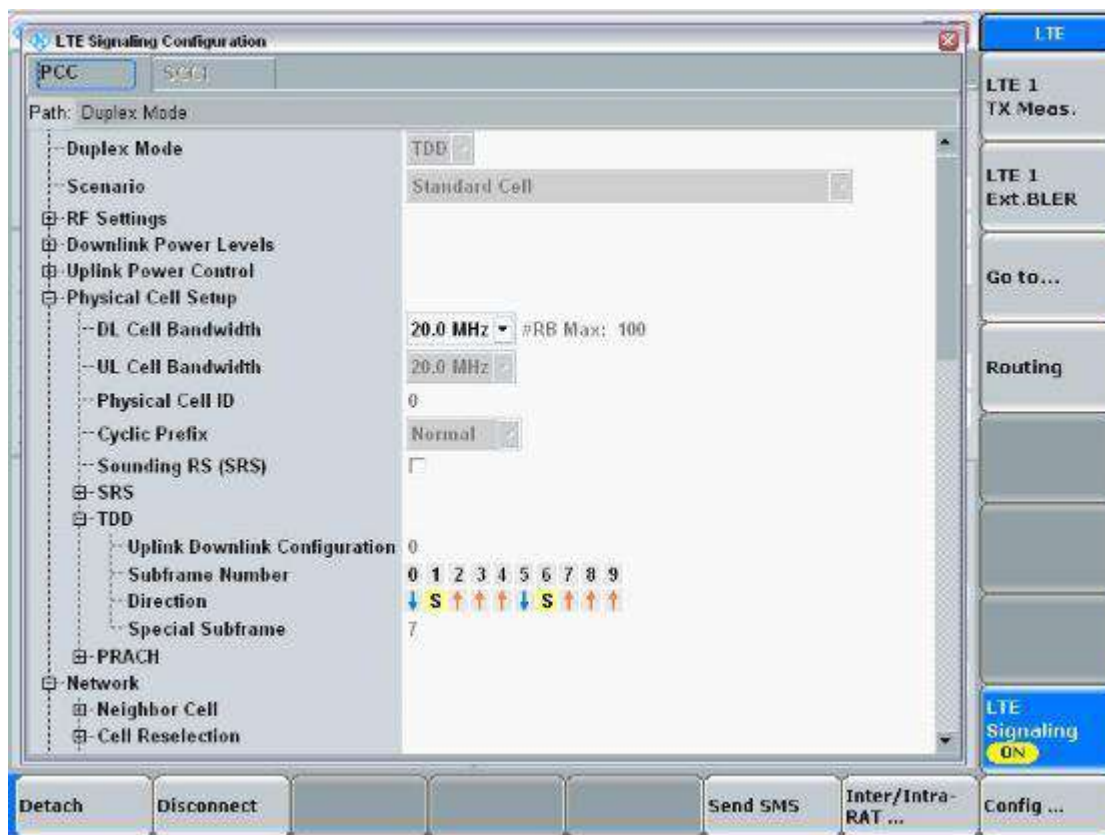 LTE Signaling Configuration
LTE
PCC
SCC1
LTE 1
TX Meas.
Path: Duplex Mode
Duplex Mode TDD
Scenario Standard Cell
LTE 1
Ext.BLER
RF Settings
Downlink Power Levels
Uplink Power Control
Go to...
Physical Cell Setup
DL Cell Bandwidth 20.0 MHz #RB Max: 100
UL Cell Bandwidth 20.0 MHz
Routing
Physical Cell ID 0
Cyclic Prefix Normal
Sounding RS (SRS)
SRS
TDD
Uplink Downlink Configuration 0
Subframe Number 0 1 2 3 4 5 6 7 8 9
Direction ↓ S ↑ ↑ ↑ ↓ S ↑ ↑ ↑
Special Subframe 7
PRACH
Network
Neighbor Cell
Cell Reselection
LTE
Signaling
ON
Detach
Disconnect
Send SMS
Inter/Intra-
RAT ...
Config ...